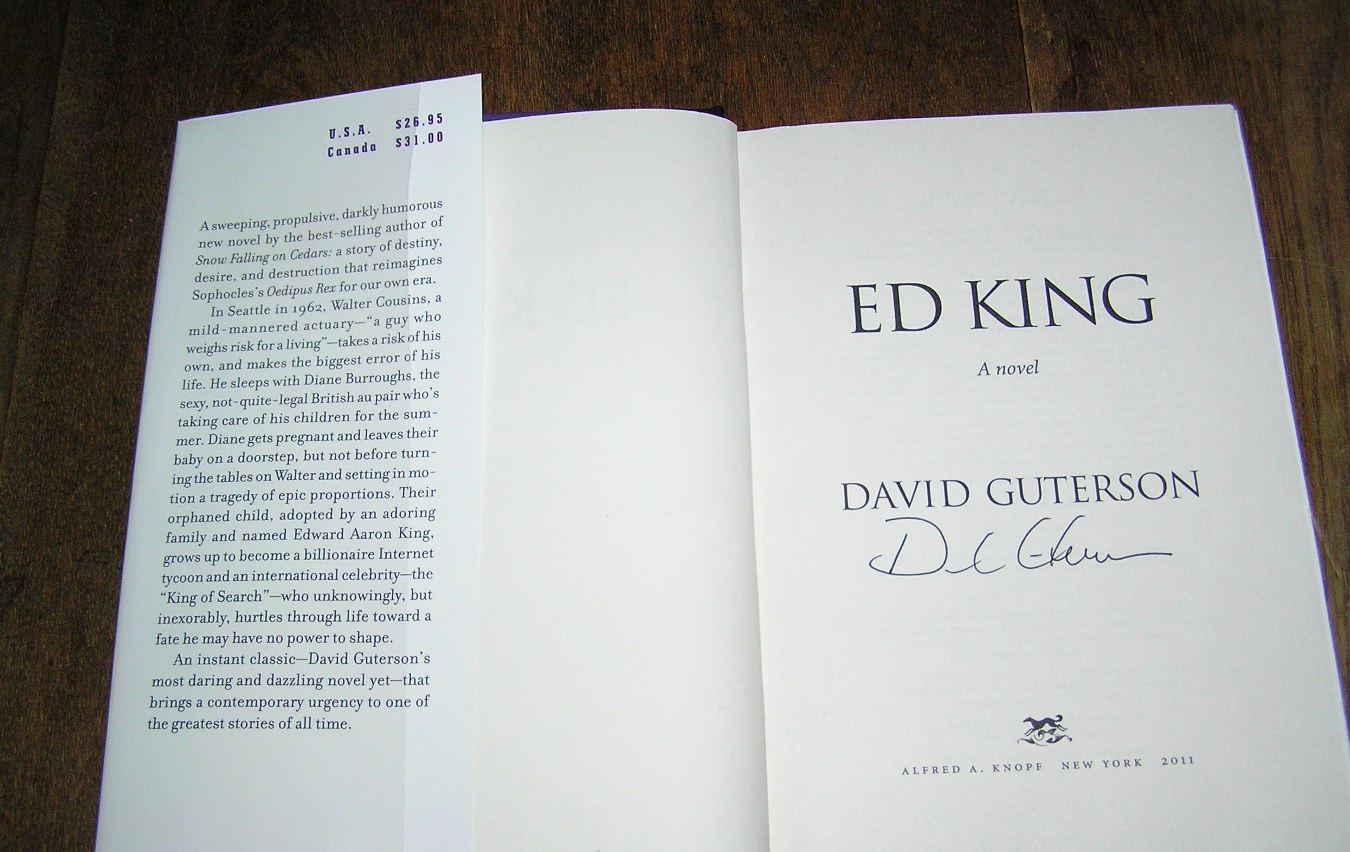 U.S.A. $26.95
Canada $31.00
A sweeping, propulsive, darkly humorous
new novel by the best-selling author of
Snow Falling on Cedars: a story of destiny,
desire, and destruction that reimagines
Sophocles's Oedipus Rex for our own era.
In Seattle in 1962, Walter Cousins, a
mild-mannered actuary—“a guy who
weighs risk for a living”—takes a risk of his
own, and makes the biggest error of his
life. He sleeps with Diane Burroughs, the
sexy, not-quite-legal British au pair who's
taking care of his children for the sum-
mer. Diane gets pregnant and leaves their
baby on a doorstep, but not before turn-
ing the tables on Walter and setting in mo-
tion a tragedy of epic proportions. Their
orphaned child, adopted by an adoring
family and named Edward Aaron King,
grows up to become a billionaire Internet
tycoon and an international celebrity—the
“King of Search”—who unknowingly, but
inexorably, hurtles through life toward a
fate he may have no power to shape.
An instant classic—David Guterson's
most daring and dazzling novel yet—that
brings a contemporary urgency to one of
the greatest stories of all time.
ED KING
A novel
DAVID GUTERSON
ALFRED A. KNOPF NEW YORK 2011